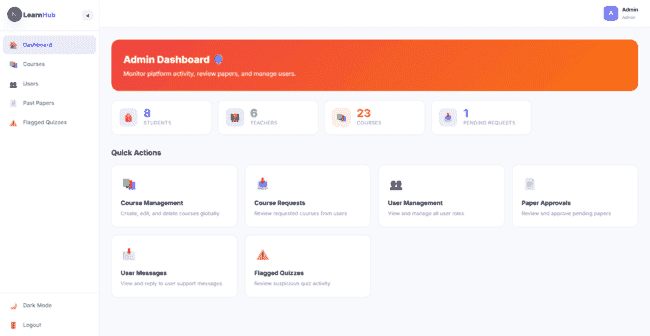 LearnHub
Admin
Admin
A
Dashboard
Courses
Users
Past Papers
Flagged Quizzes
Dark Mode
Logout
Admin Dashboard
Monitor platform activity, review papers, and manage users.
8
STUDENTS
6
TEACHERS
23
COURSES
1
PENDING REQUESTS
Quick Actions
Course Management
Create, edit, and delete courses globally
Course Requests
Review requested courses from users
User Management
View and manage all user roles
Paper Approvals
Review and approve pending papers
User Messages
View and reply to user support messages
Flagged Quizzes
Review suspicious quiz activity